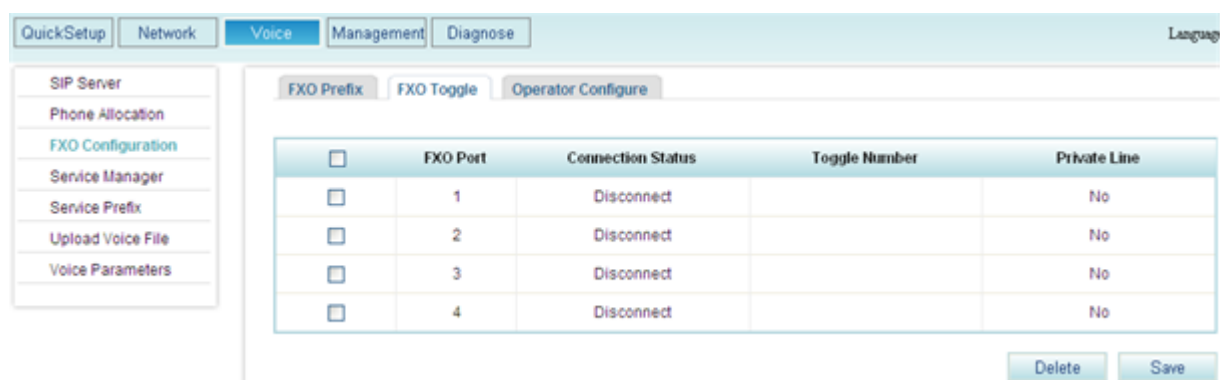 QuickSetup Network Voice Management Diagnose Language
SIP Server
Phone Allocation
FXO Configuration
Service Manager
Service Prefix
Upload Voice File
Voice Parameters
FXO Prefix FXO Toggle Operator Configure
FXO Port Connection Status Toggle Number Private Line
1 Disconnect No
2 Disconnect No
3 Disconnect No
4 Disconnect No
Delete Save